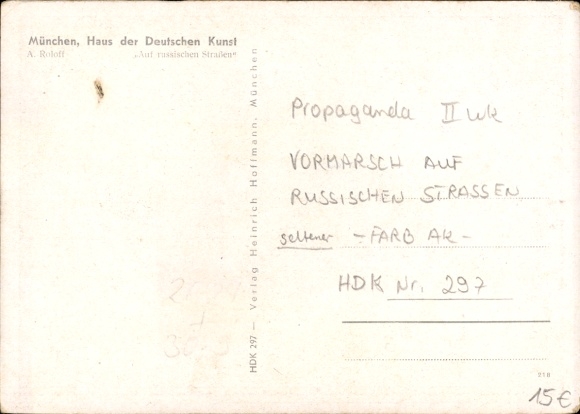 München, Haus der Deutschen Kunst
A. Roloff „Auf russischen Straßen“
HDK 297 — Verlag Heinrich Hoffmann, München
Propaganda II WK
VORMARSCH AUF
RUSSISCHEN STRASSEN
seltener - FARB AK -
HDK Nr. 297
218
15€